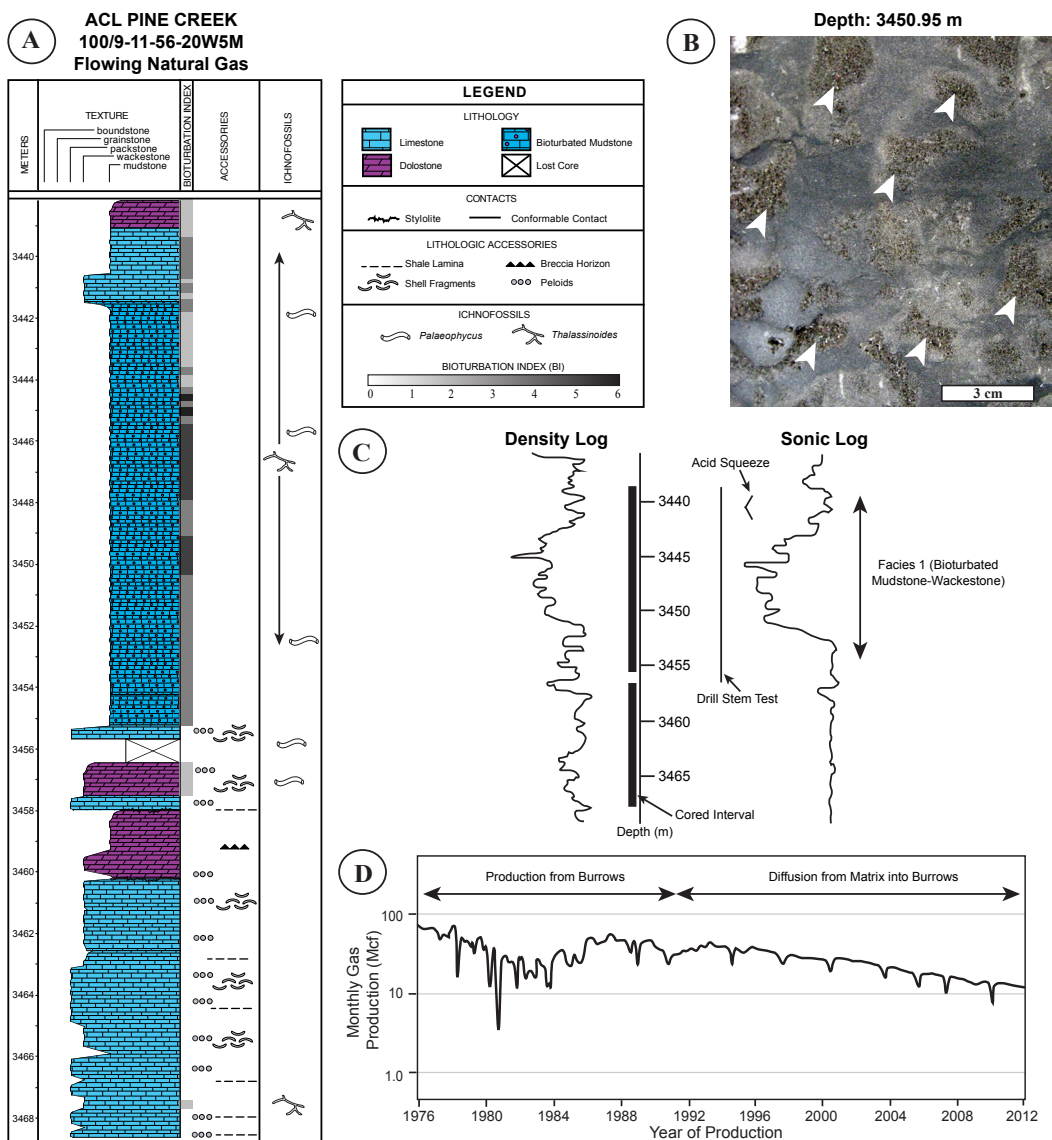 A
ACL PINE CREEK
100/9-11-56-20W5M
Flowing Natural Gas
METERS
TEXTURE
boundstone
grainstone
packstone
wackestone
mudstone
BIOTURBATION INDEX
ACCESSORIES
ICHNOFOSSILS
3440
3442
3444
3446
3448
3450
3452
3454
3456
3458
3460
3462
3464
3466
3468
LEGEND
LITHOLOGY
Limestone
Bioturbated Mudstone
Dolostone
Lost Core
CONTACTS
Stylolite
Conformable Contact
LITHOLOGIC ACCESSORIES
Shale Lamina
Breccia Horizon
Shell Fragments
Peloids
ICHNOFOSSILS
Palaeophycus
Thalassinoides
BIOTURBATION INDEX (BI)
0 1 2 3 4 5 6
B
Depth: 3450.95 m
3 cm
C
Density Log
Sonic Log
Acid Squeeze
3440
3445
3450
3455
3460
3465
Facies 1 (Bioturbated
Mudstone-Wackestone)
Drill Stem Test
Cored Interval
Depth (m)
D
Production from Burrows
Diffusion from Matrix into Burrows
Monthly Gas
Production (Mcf)
100
10
1.0
1976 1980 1984 1988 1992 1996 2000 2004 2008 2012
Year of Production